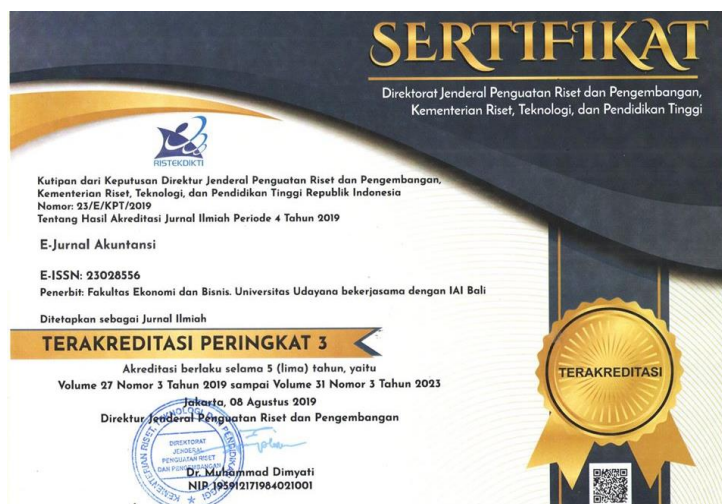 SERTIFIKAT
Direktorat Jenderal Penguatan Riset dan Pengembangan,
Kementerian Riset, Teknologi, dan Pendidikan Tinggi
RISTEKDIKTI
Kutipan dari Keputusan Direktur Jenderal Penguatan Riset dan Pengembangan,
Kementerian Riset, Teknologi, dan Pendidikan Tinggi Republik Indonesia
Nomor: 23/E/KPT/2019
Tentang Hasil Akreditasi Jurnal Ilmiah Periode 4 Tahun 2019
E-Jurnal Akuntansi
E-ISSN: 23028556
Penerbit: Fakultas Ekonomi dan Bisnis. Universitas Udayana bekerjasama dengan IAI Bali
Ditetapkan sebagai Jurnal Ilmiah
TERAKREDITASI PERINGKAT 3
Akreditasi berlaku selama 5 (lima) tahun, yaitu
Volume 27 Nomor 3 Tahun 2019 sampai Volume 31 Nomor 3 Tahun 2023
Jakarta, 08 Agustus 2019
Direktur Jenderal Penguatan Riset dan Pengembangan
DIREKTORAT
JENDERAL
PENGUATAN RISET
DAN PENGEMBANGAN
Dr. Muhammad Dimyati
NIP. 195912171984021001
TERAKREDITASI